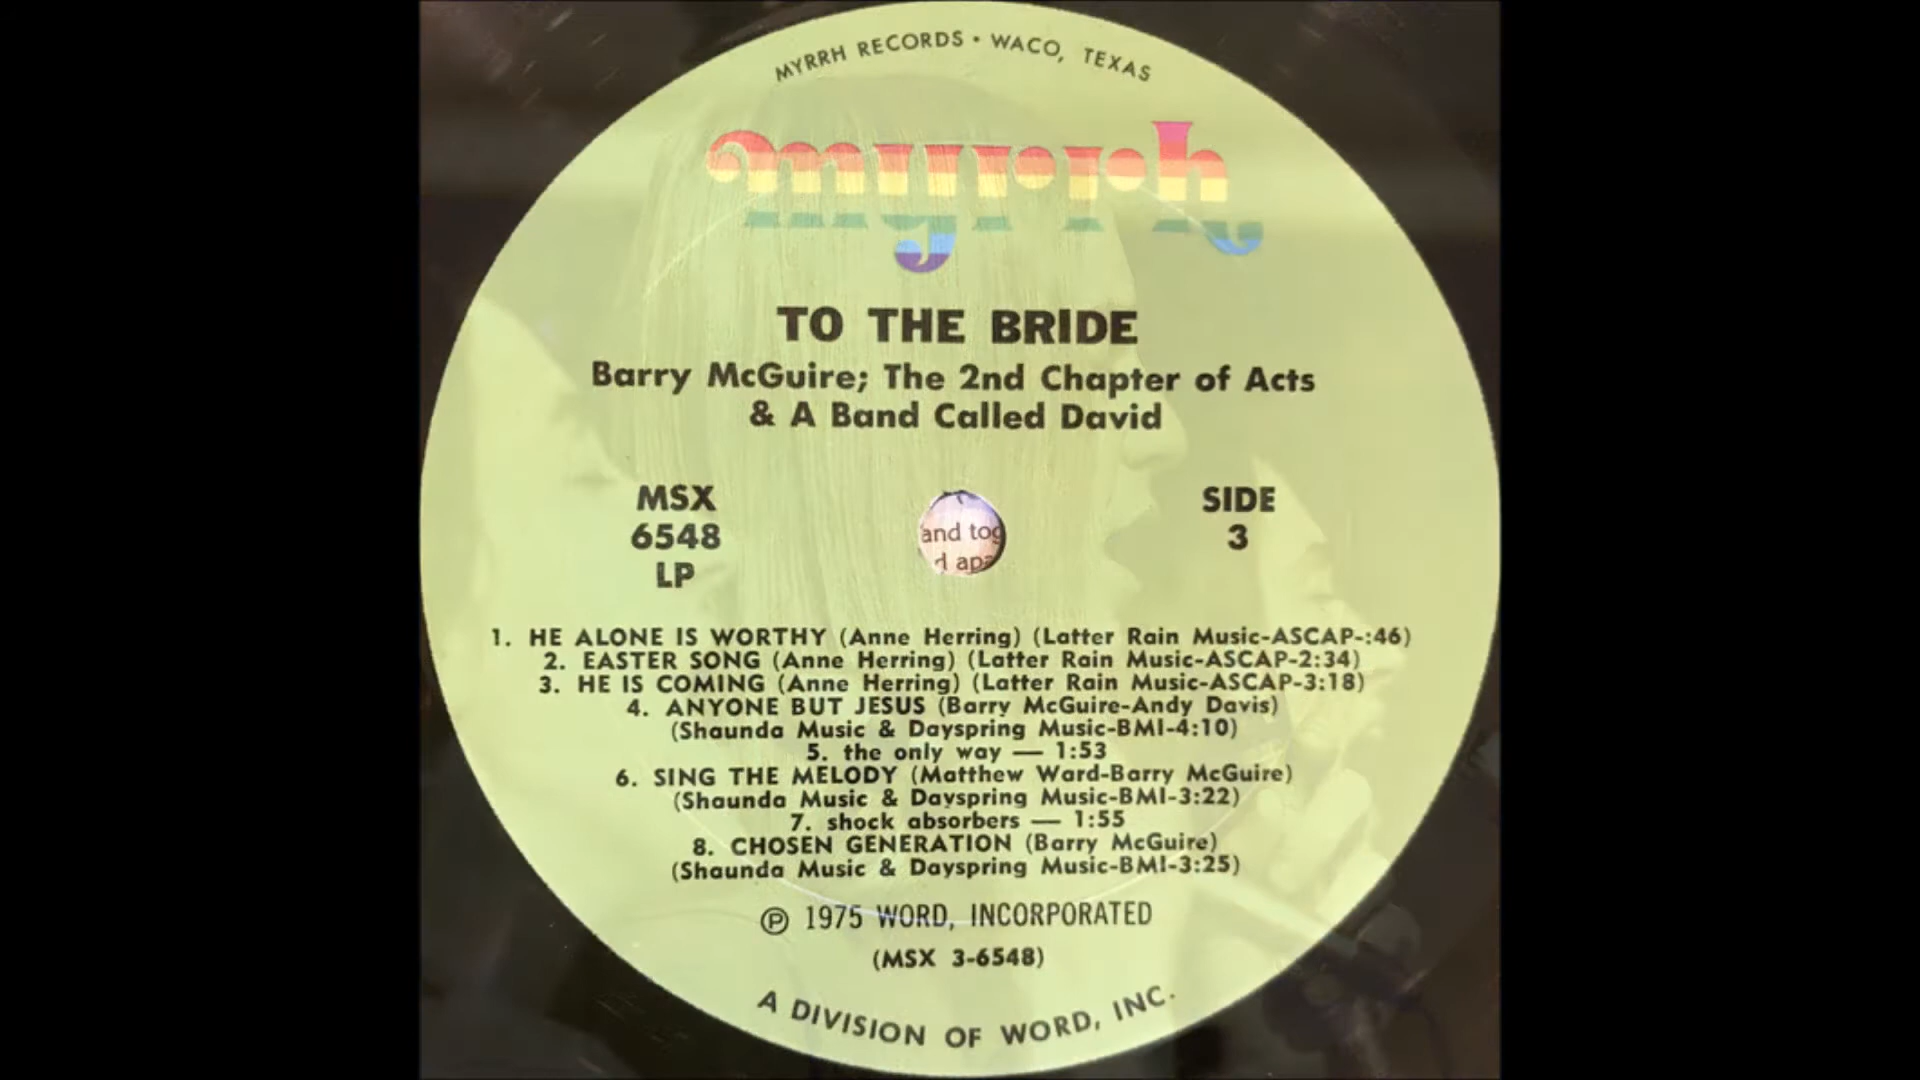 MYRRH RECORDS • WACO, TEXAS
myrrh
TO THE BRIDE
Barry McGuire; The 2nd Chapter of Acts
& A Band Called David
MSX
6548
LP
and tog
SIDE
3
1. HE ALONE IS WORTHY (Anne Herring) (Latter Rain Music-ASCAP-:46)
2. EASTER SONG (Anne Herring) (Latter Rain Music-ASCAP-2:34)
3. HE IS COMING (Anne Herring) (Latter Rain Music-ASCAP-3:18)
4. ANYONE BUT JESUS (Barry McGuire-Andy Davis)
(Shaunda Music & Dayspring Music-BMI-4:10)
5. the only way — 1:53
6. SING THE MELODY (Matthew Ward-Barry McGuire)
(Shaunda Music & Dayspring Music-BMI-3:22)
7. shock absorbers — 1:55
8. CHOSEN GENERATION (Barry McGuire)
(Shaunda Music & Dayspring Music-BMI-3:25)
℗ 1975 WORD, INCORPORATED
(MSX 3-6548)
A DIVISION OF WORD, INC.